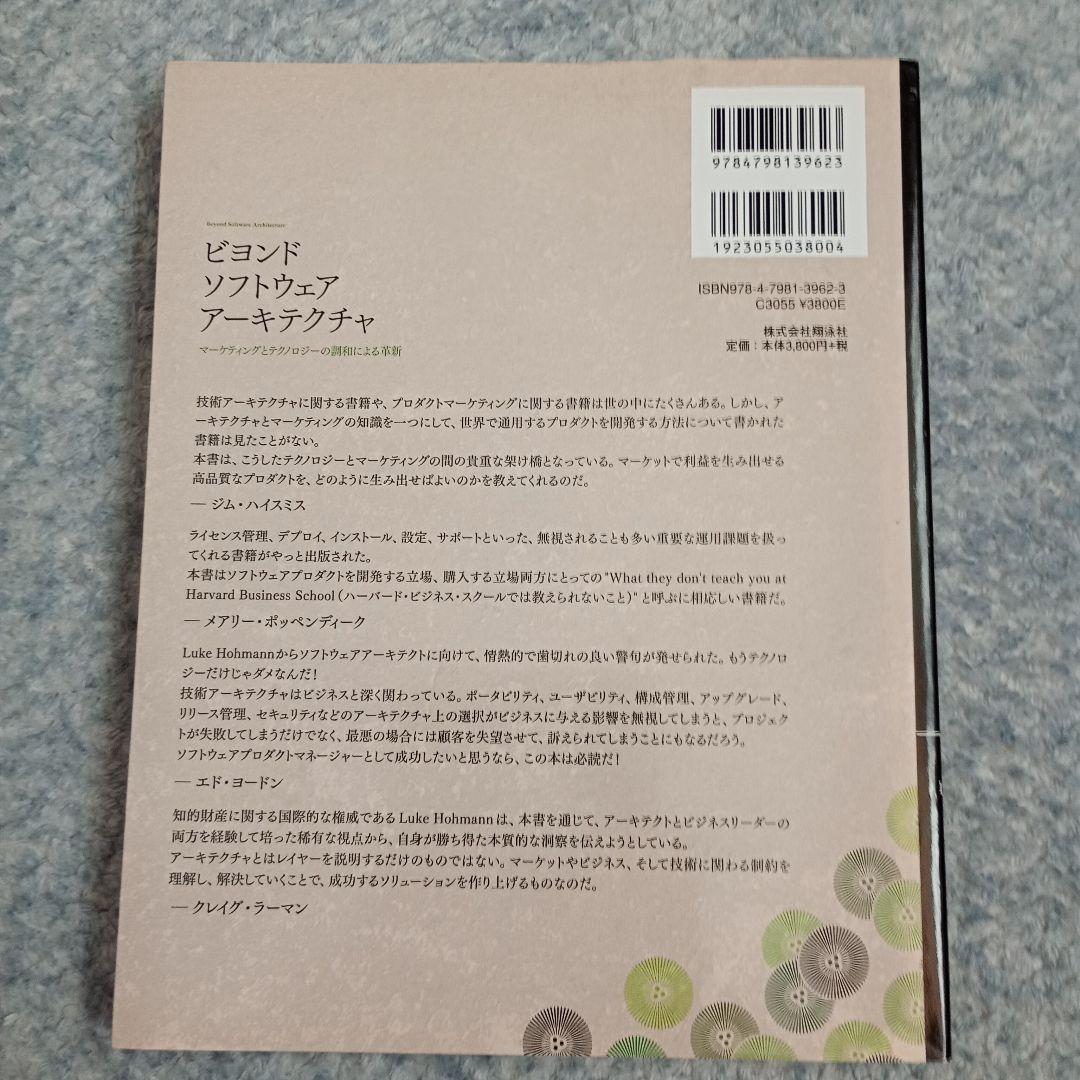 9784798139623
1923055038004
ISBN978-4-7981-3962-3
C3055 ¥3800E
株式会社翔泳社
定価：本体3,800円+税
Beyond Software Architecture
ビヨンド
ソフトウェア
アーキテクチャ
マーケティングとテクノロジーの調和による革新
技術アーキテクチャに関する書籍や、プロダクトマーケティングに関する書籍は世の中にたくさんある。しかし、ア
ーキテクチャとマーケティングの知識を一つにして、世界で通用するプロダクトを開発する方法について書かれた
書籍は見たことがない。
本書は、こうしたテクノロジーとマーケティングの間の貴重な架け橋となっている。マーケットで利益を生み出せる
高品質なプロダクトを、どのように生み出せばよいのかを教えてくれるのだ。
— ジム・ハイスミス
ライセンス管理、デプロイ、インストール、設定、サポートといった、無視されることも多い重要な運用課題を扱っ
てくれる書籍がやっと出版された。
本書はソフトウェアプロダクトを開発する立場、購入する立場両方にとっての"What they don't teach you at
Harvard Business School（ハーバード・ビジネス・スクールでは教えられないこと）"と呼ぶに相応しい書籍だ。
— メアリー・ポッペンディーク
Luke Hohmannからソフトウェアアーキテクトに向けて、情熱的で歯切れの良い警句が発せられた。もうテクノロ
ジーだけじゃダメなんだ！
技術アーキテクチャはビジネスと深く関わっている。ポータビリティ、ユーザビリティ、構成管理、アップグレード、
リリース管理、セキュリティなどのアーキテクチャ上の選択がビジネスに与える影響を無視してしまうと、プロジェク
トが失敗してしまうだけでなく、最悪の場合には顧客を失望させて、訴えられてしまうことにもなるだろう。
ソフトウェアプロダクトマネージャーとして成功したいと思うなら、この本は必読だ！
— エド・ヨードン
知的財産に関する国際的な権威であるLuke Hohmannは、本書を通じて、アーキテクトとビジネスリーダーの
両方を経験して培った稀有な視点から、自身が勝ち得た本質的な洞察を伝えようとしている。
アーキテクチャとはレイヤーを説明するだけのものではない。マーケットやビジネス、そして技術に関わる制約を
理解し、解決していくことで、成功するソリューションを作り上げるものなのだ。
— クレイグ・ラーマン